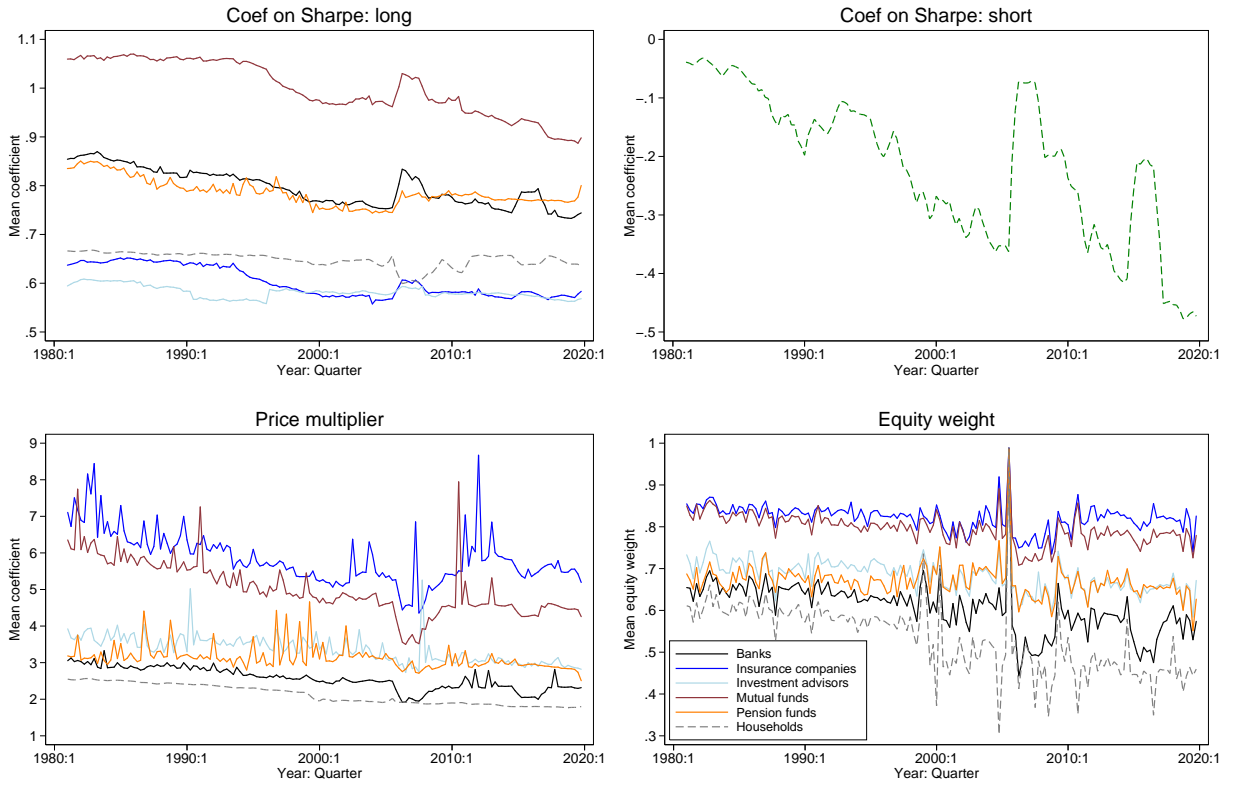 Coef on Sharpe: long
1.1
1
.9
.8
.7
.6
.5
Mean coefficient
1980:1
1990:1
2000:1
2010:1
2020:1
Year: Quarter
Coef on Sharpe: short
0
−.1
−.2
−.3
−.4
−.5
Mean coefficient
1980:1
1990:1
2000:1
2010:1
2020:1
Year: Quarter
Price multiplier
9
8
7
6
5
4
3
2
1
Mean coefficient
1980:1
1990:1
2000:1
2010:1
2020:1
Year: Quarter
Equity weight
1
.9
.8
.7
.6
.5
.4
.3
Mean equity weight
Banks
Insurance companies
Investment advisors
Mutual funds
Pension funds
Households
1980:1
1990:1
2000:1
2010:1
2020:1
Year: Quarter